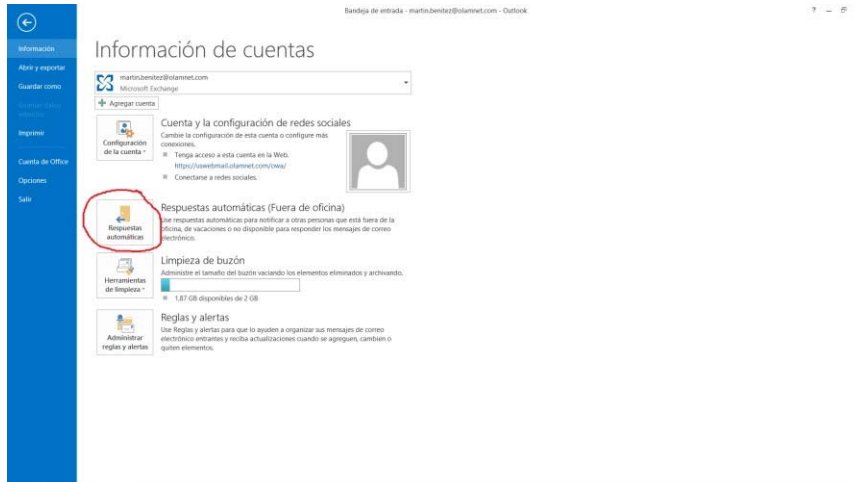 Bandeja de entrada - martin.benitez@olamnet.com - Outlook
? – 
Información
Abrir y exportar
Guardar como
Guardar datos
adjuntos
Imprimir
Cuenta de Office
Opciones
Salir
Información de cuentas
martin.benitez@olamnet.com
Microsoft Exchange
Agregar cuenta
Configuración
de la cuenta
Cuenta y la configuración de redes sociales
Cambie la configuración de esta cuenta o configure más
conexiones.
Tenga acceso a esta cuenta en la Web.
https://uswebmail.olamnet.com/owa/
Conectarse a redes sociales.
Respuestas
automáticas
Respuestas automáticas (Fuera de oficina)
Use respuestas automáticas para notificar a otras personas que está fuera de la
oficina, de vacaciones o no disponible para responder los mensajes de correo
electrónico.
Herramientas
de limpieza
Limpieza de buzón
Administre el tamaño del buzón vaciando los elementos eliminados y archivando.
1,87 GB disponibles de 2 GB
Administrar
reglas y alertas
Reglas y alertas
Use Reglas y alertas para que lo ayuden a organizar sus mensajes de correo
electrónico entrantes y reciba actualizaciones cuando se agreguen, cambien o
quiten elementos.